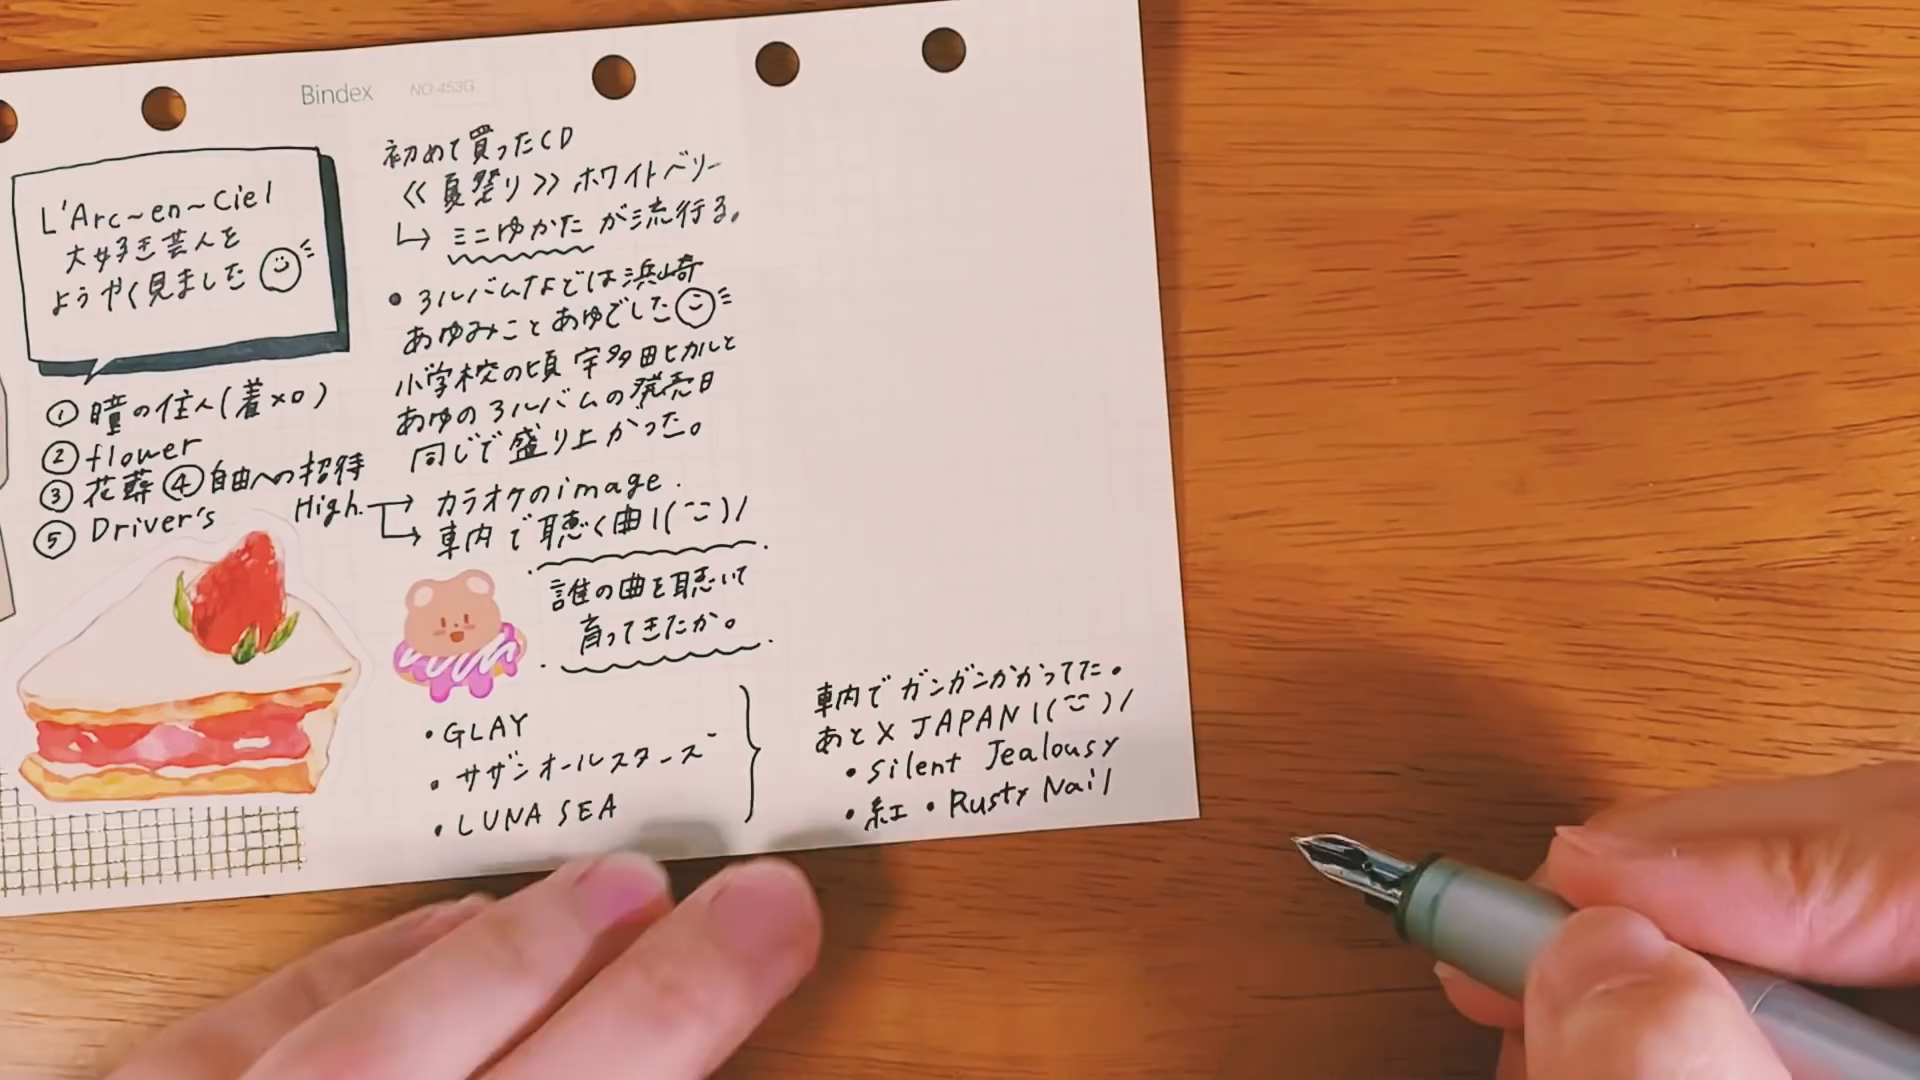 Bindex NO 453G
L'Arc~en~Ciel
大好き芸人を
ようやく見ました
① 瞳の住人(着×0)
② flower
③ 花葬 ④ 自由への招待
⑤ Driver's High.
初めて買ったCD
≪夏祭り≫ ホワイトベリー
↳ ミニゆかたが流行る。
• アルバムなどは浜崎
あゆみことあゆでした
小学校の頃 宇多田ヒカルと
あゆのアルバムの発売日
同じで盛り上がった。
→ カラオケのimage.
→ 車内で聴く曲\(^^)/
誰の曲を聴いて
育ってきたか。
• GLAY
• サザンオールスターズ
• LUNA SEA
車内でガンガンかかってた。
あと X JAPAN \(^^)/
• Silent Jealousy
• 紅 • Rusty Nail